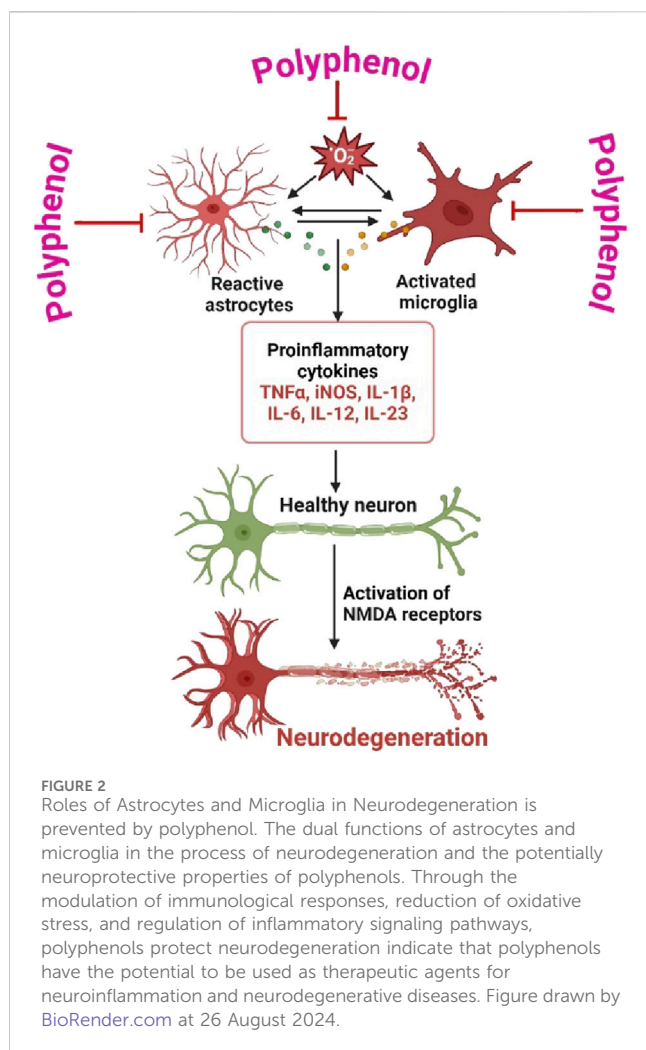 Polyphenol
Polyphenol
Polyphenol
•O₂⁻
Reactive
astrocytes
Activated
microglia
Proinflammatory
cytokines
TNFα, iNOS, IL-1β,
IL-6, IL-12, IL-23
Healthy neuron
Activation of
NMDA receptors
Neurodegeneration
FIGURE 2
Roles of Astrocytes and Microglia in Neurodegeneration is
prevented by polyphenol. The dual functions of astrocytes and
microglia in the process of neurodegeneration and the potentially
neuroprotective properties of polyphenols. Through the
modulation of immunological responses, reduction of oxidative
stress, and regulation of inflammatory signaling pathways,
polyphenols protect neurodegeneration indicate that polyphenols
have the potential to be used as therapeutic agents for
neuroinflammation and neurodegenerative diseases. Figure drawn by
BioRender.com at 26 August 2024.